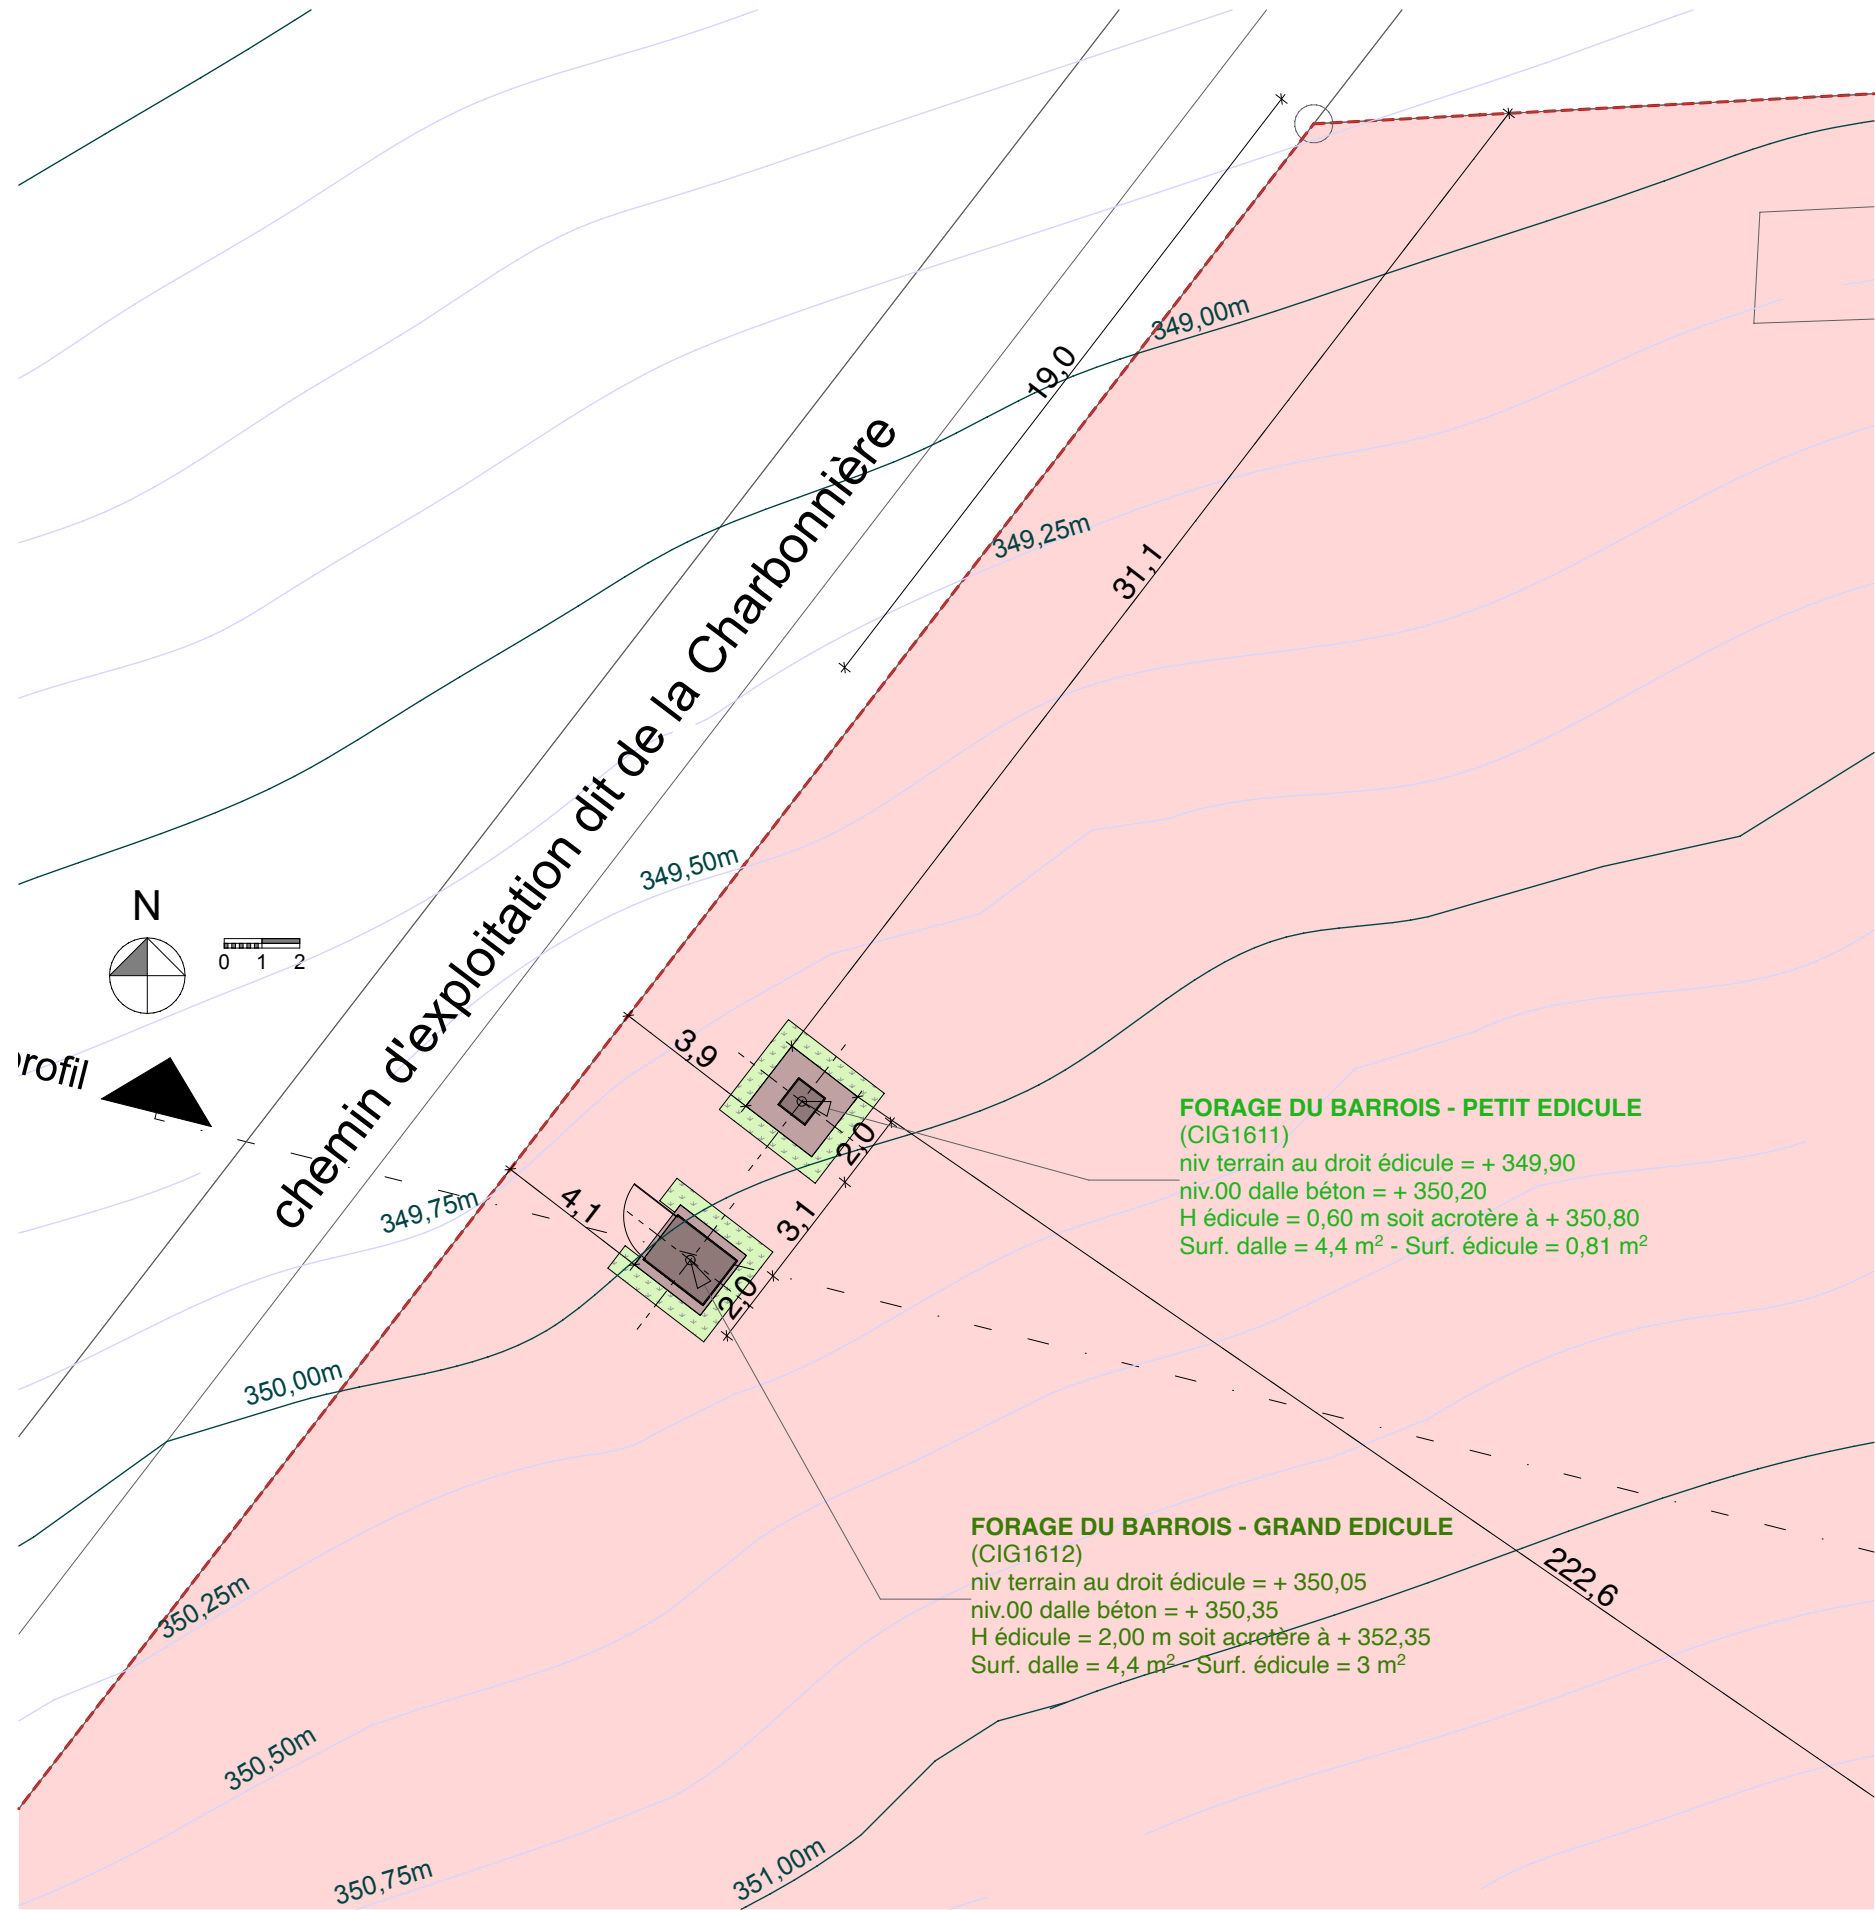 349,00m
19,0
349,25m
31,1
chemin d'exploitation dit de la Charbonnière
349,50m
N
0 1 2
3,9
2,0
4,1
3,1
2,0
349,75m
FORAGE DU BARROIS - PETIT EDICULE
(CIG1611)
niv terrain au droit édicule = + 349,90
niv.00 dalle béton = + 350,20
H édicule = 0,60 m soit acrotère à + 350,80
Surf. dalle = 4,4 m² - Surf. édicule = 0,81 m²
350,00m
FORAGE DU BARROIS - GRAND EDICULE
(CIG1612)
niv terrain au droit édicule = + 350,05
niv.00 dalle béton = + 350,35
H édicule = 2,00 m soit acrotère à + 352,35
Surf. dalle = 4,4 m² - Surf. édicule = 3 m²
222,6
350,25m
350,50m
350,75m
351,00m